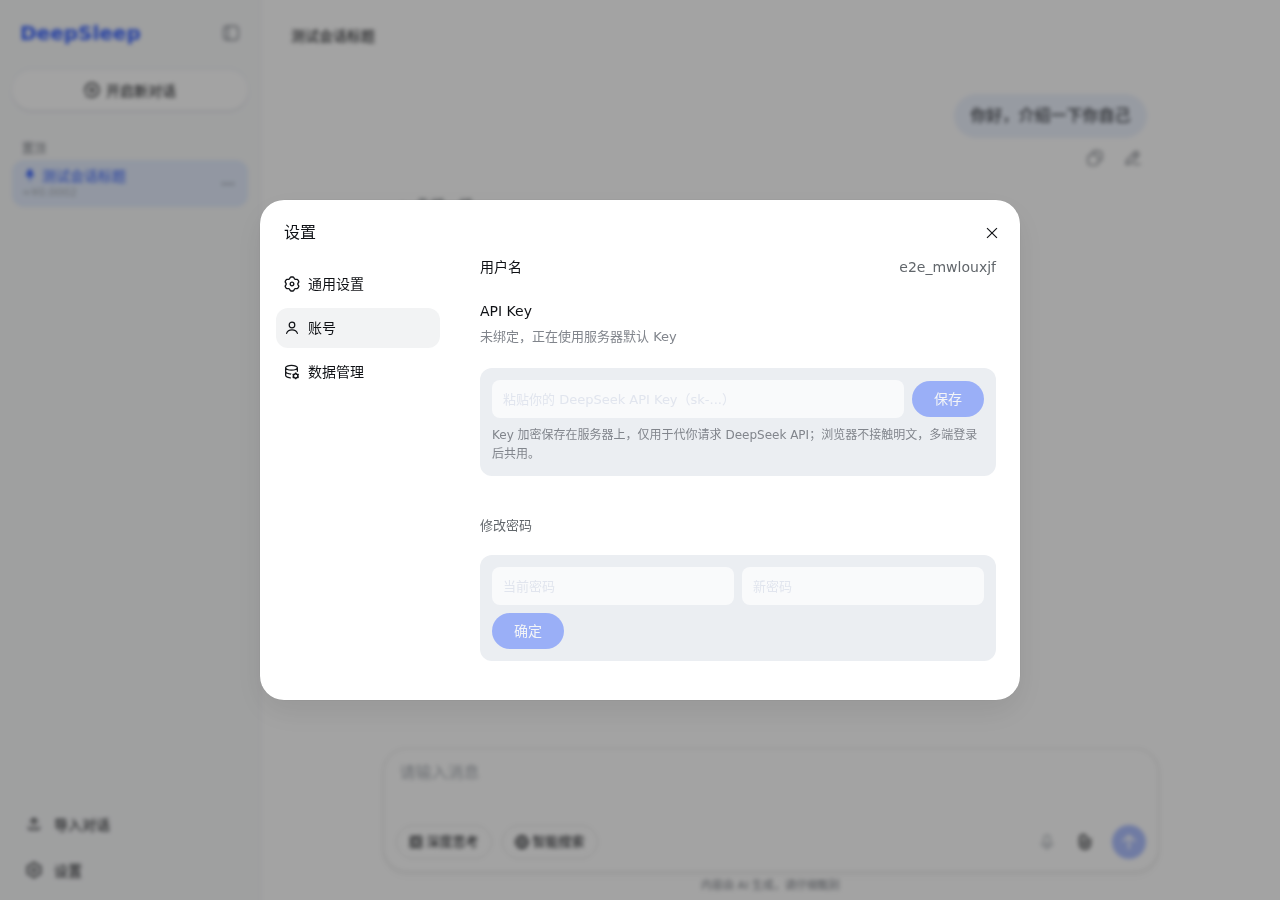 DeepSleep
开启新对话
置顶
测试会话标题
测试会话标题
你好，介绍一下你自己
设置
通用设置
账号
数据管理
用户名
e2e_mwlouxjf
API Key
未绑定，正在使用服务器默认 Key
粘贴你的 DeepSeek API Key（sk-...）
保存
Key 加密保存在服务器上，仅用于代你请求 DeepSeek API；浏览器不接触明文，多端登录
后共用。
修改密码
当前密码
新密码
确定
请输入消息
深度思考
智能搜索
导入对话
设置
内容由 AI 生成，请仔细甄别